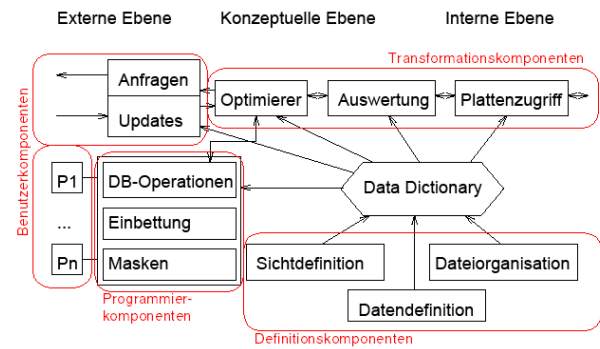 Externe Ebene
Konzeptuelle Ebene
Interne Ebene
Transformationskomponenten
Anfragen
Updates
Optimierer
Auswertung
Plattenzugriff
Benutzerkomponenten
P1
...
Pn
DB-Operationen
Einbettung
Masken
Data Dictionary
Sichtdefinition
Dateiorganisation
Datendefinition
Programmier-
komponenten
Definitionskomponenten